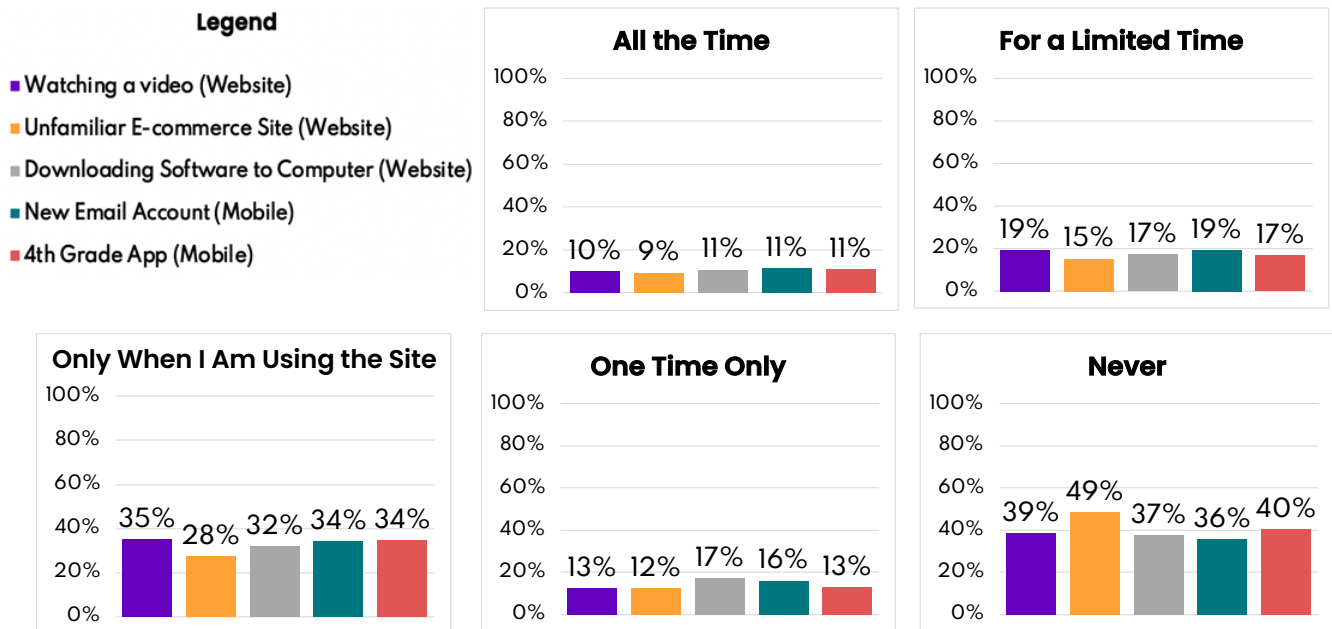 Legend
Watching a video (Website)
Unfamiliar E-commerce Site (Website)
Downloading Software to Computer (Website)
New Email Account (Mobile)
4th Grade App (Mobile)
All the Time
100%
80%
60%
40%
20%
0%
10% 9% 11% 11% 11%
For a Limited Time
100%
80%
60%
40%
20%
0%
19% 15% 17% 19% 17%
Only When I Am Using the Site
100%
80%
60%
40%
20%
0%
35% 28% 32% 34% 34%
One Time Only
100%
80%
60%
40%
20%
0%
13% 12% 17% 16% 13%
Never
100%
80%
60%
40%
20%
0%
39% 49% 37% 36% 40%